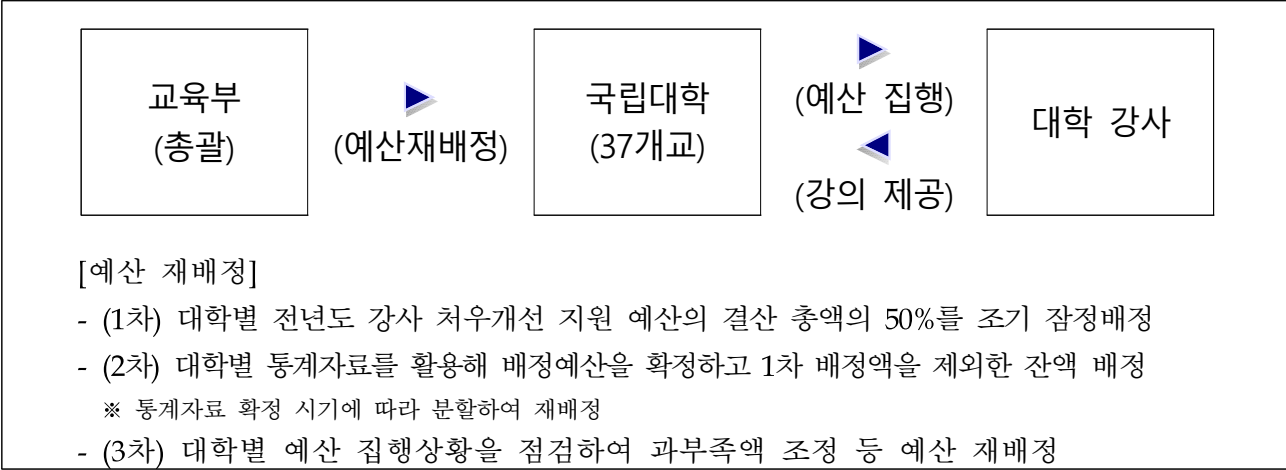 교육부
(총괄)
(예산재배정)
국립대학
(37개교)
(예산 집행)
(강의 제공)
대학 강사
[예산 재배정]
- (1차) 대학별 전년도 강사 처우개선 지원 예산의 결산 총액의 50%를 조기 잠정배정
- (2차) 대학별 통계자료를 활용해 배정예산을 확정하고 1차 배정액을 제외한 잔액 배정
※ 통계자료 확정 시기에 따라 분할하여 재배정
- (3차) 대학별 예산 집행상황을 점검하여 과부족액 조정 등 예산 재배정